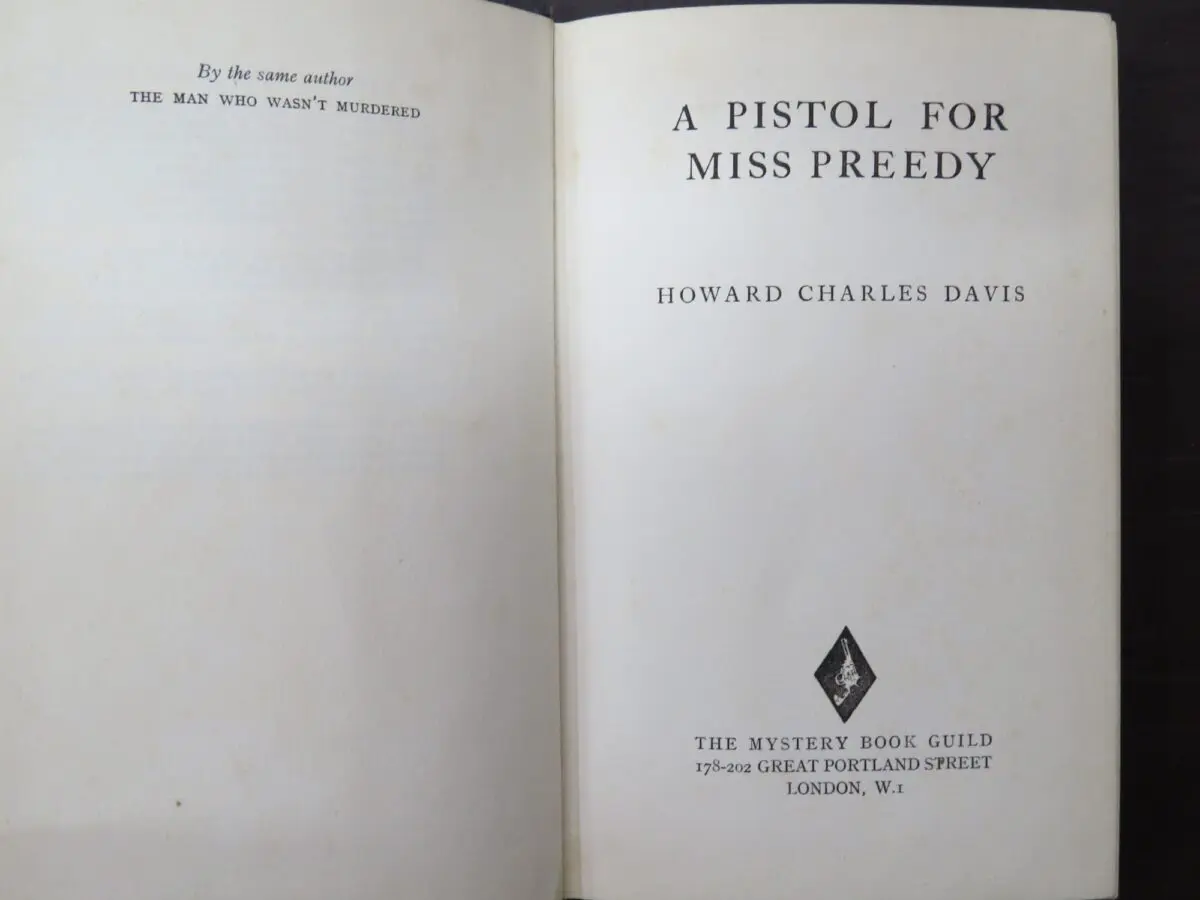 By the same author
THE MAN WHO WASN'T MURDERED
A PISTOL FOR
MISS PREEDY
HOWARD CHARLES DAVIS
THE MYSTERY BOOK GUILD
178-202 GREAT PORTLAND STREET
LONDON, W.1